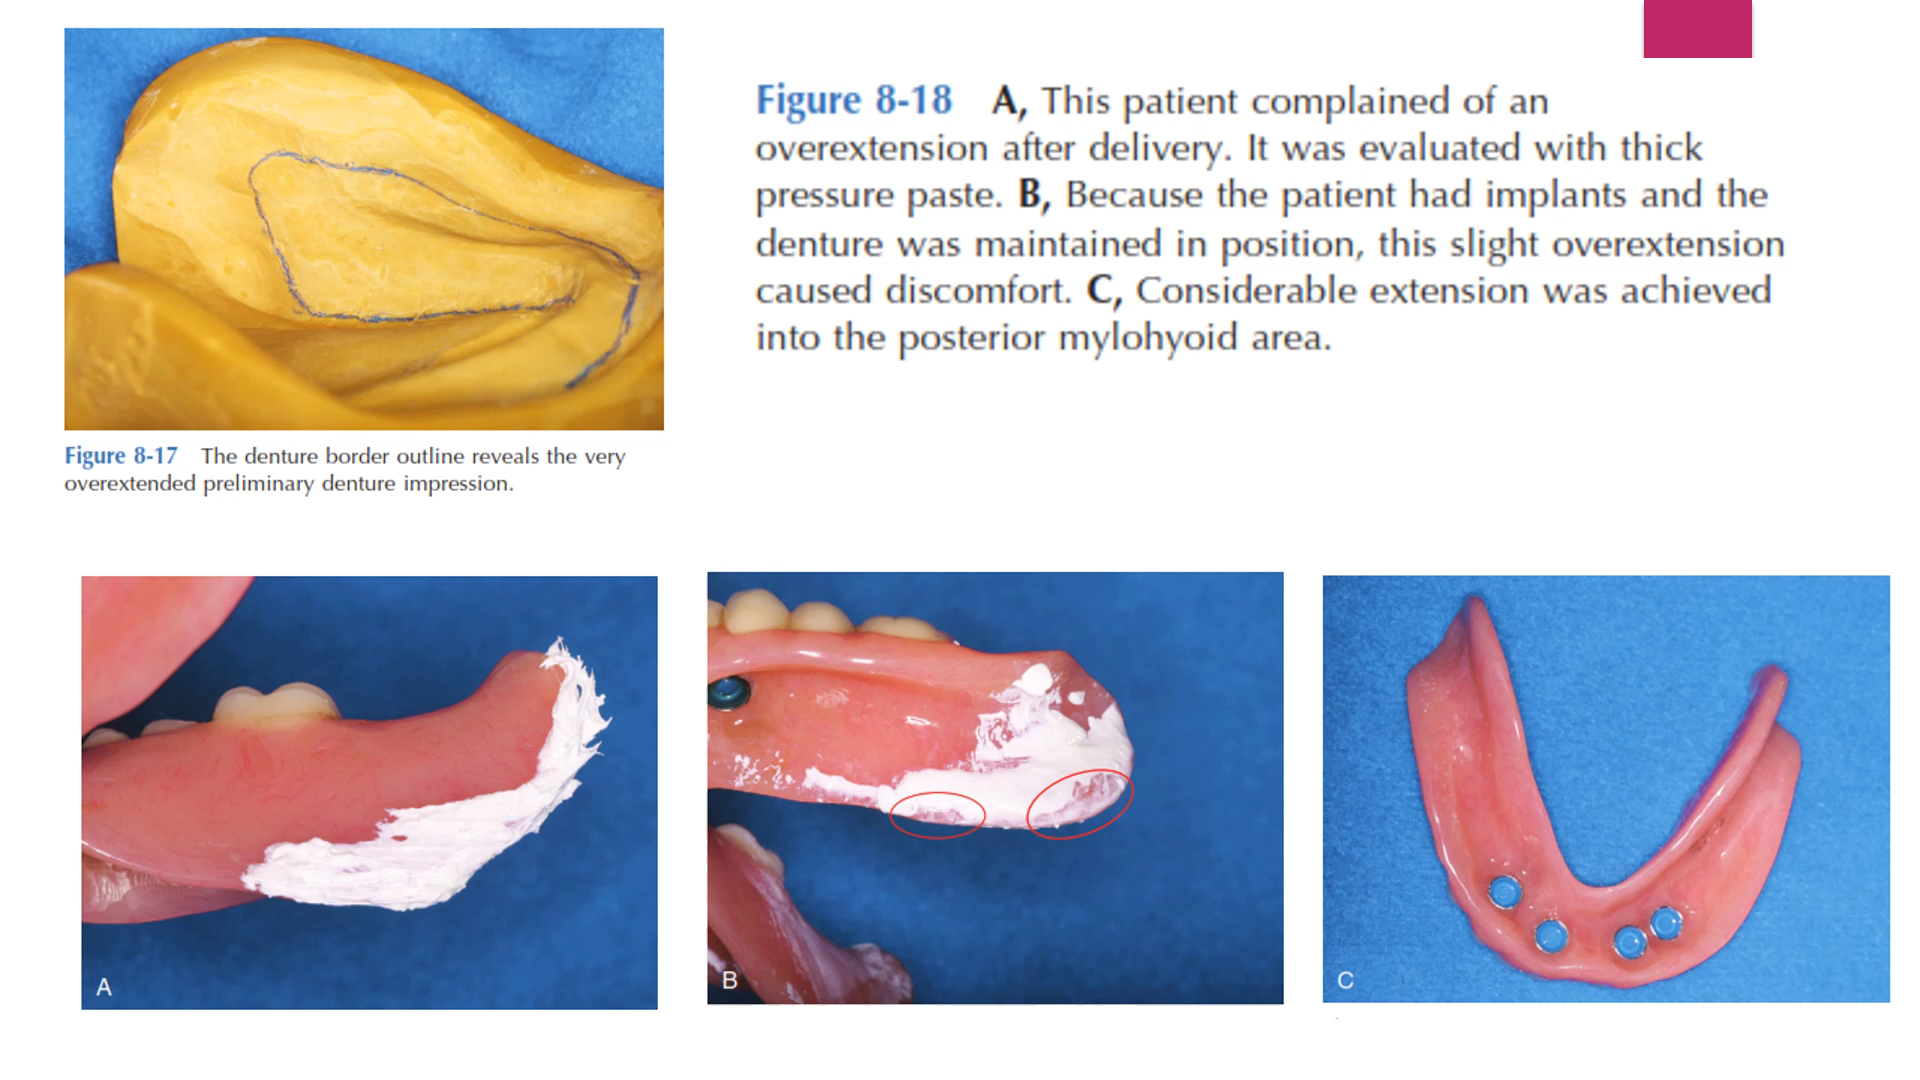 Figure 8-18 A, This patient complained of an
overextension after delivery. It was evaluated with thick
pressure paste. B, Because the patient had implants and the
denture was maintained in position, this slight overextension
caused discomfort. C, Considerable extension was achieved
into the posterior mylohyoid area.
Figure 8-17 The denture border outline reveals the very
overextended preliminary denture impression.
A
B
C